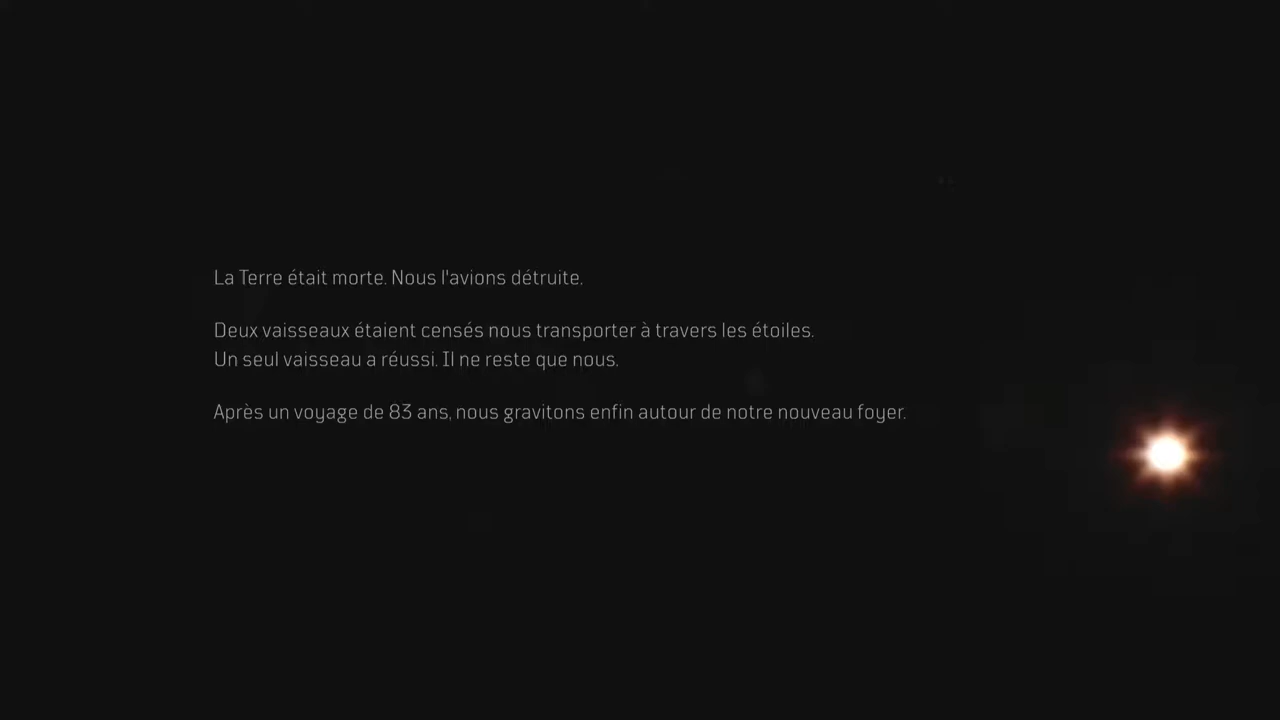 La Terre était morte. Nous l'avions détruite.
Deux vaisseaux étaient censés nous transporter à travers les étoiles.
Un seul vaisseau a réussi. Il ne reste que nous.
Après un voyage de 83 ans, nous gravitons enfin autour de notre nouveau foyer.